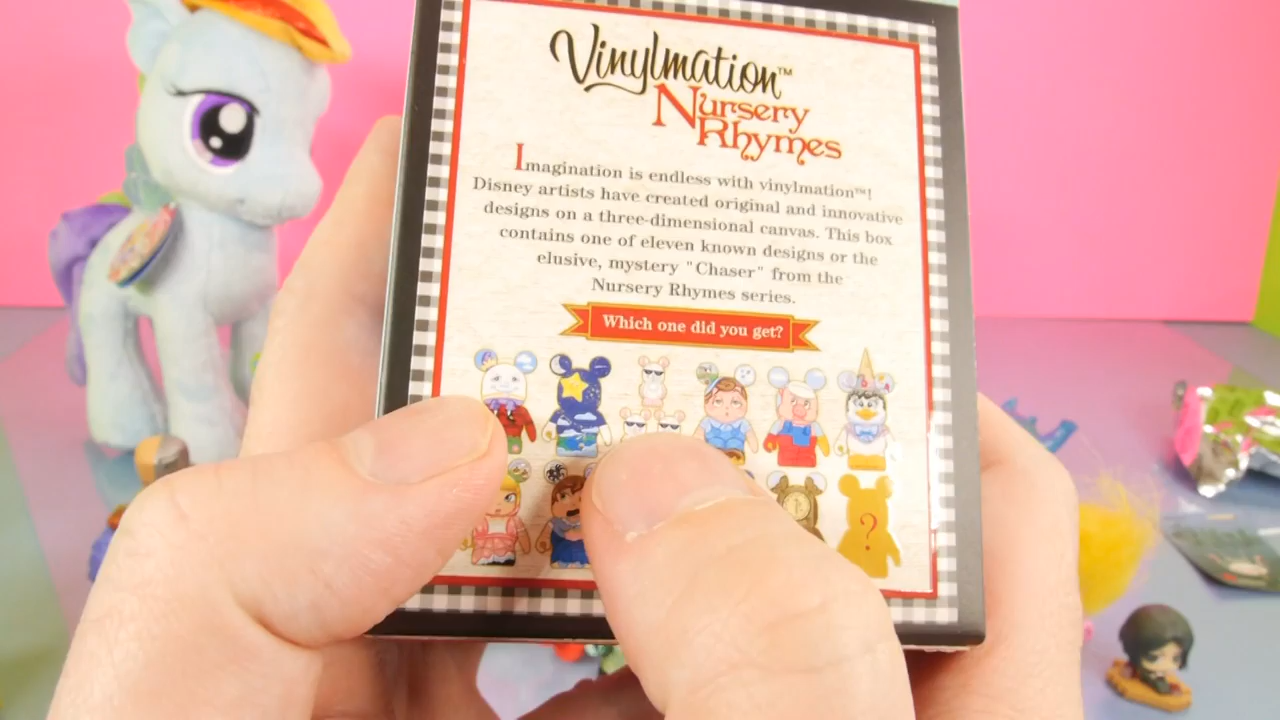 Vinylmation™
Nursery
Rhymes
Imagination is endless with vinylmation™!
Disney artists have created original and innovative
designs on a three-dimensional canvas. This box
contains one of eleven known designs or the
elusive, mystery "Chaser" from the
Nursery Rhymes series.
Which one did you get?
?